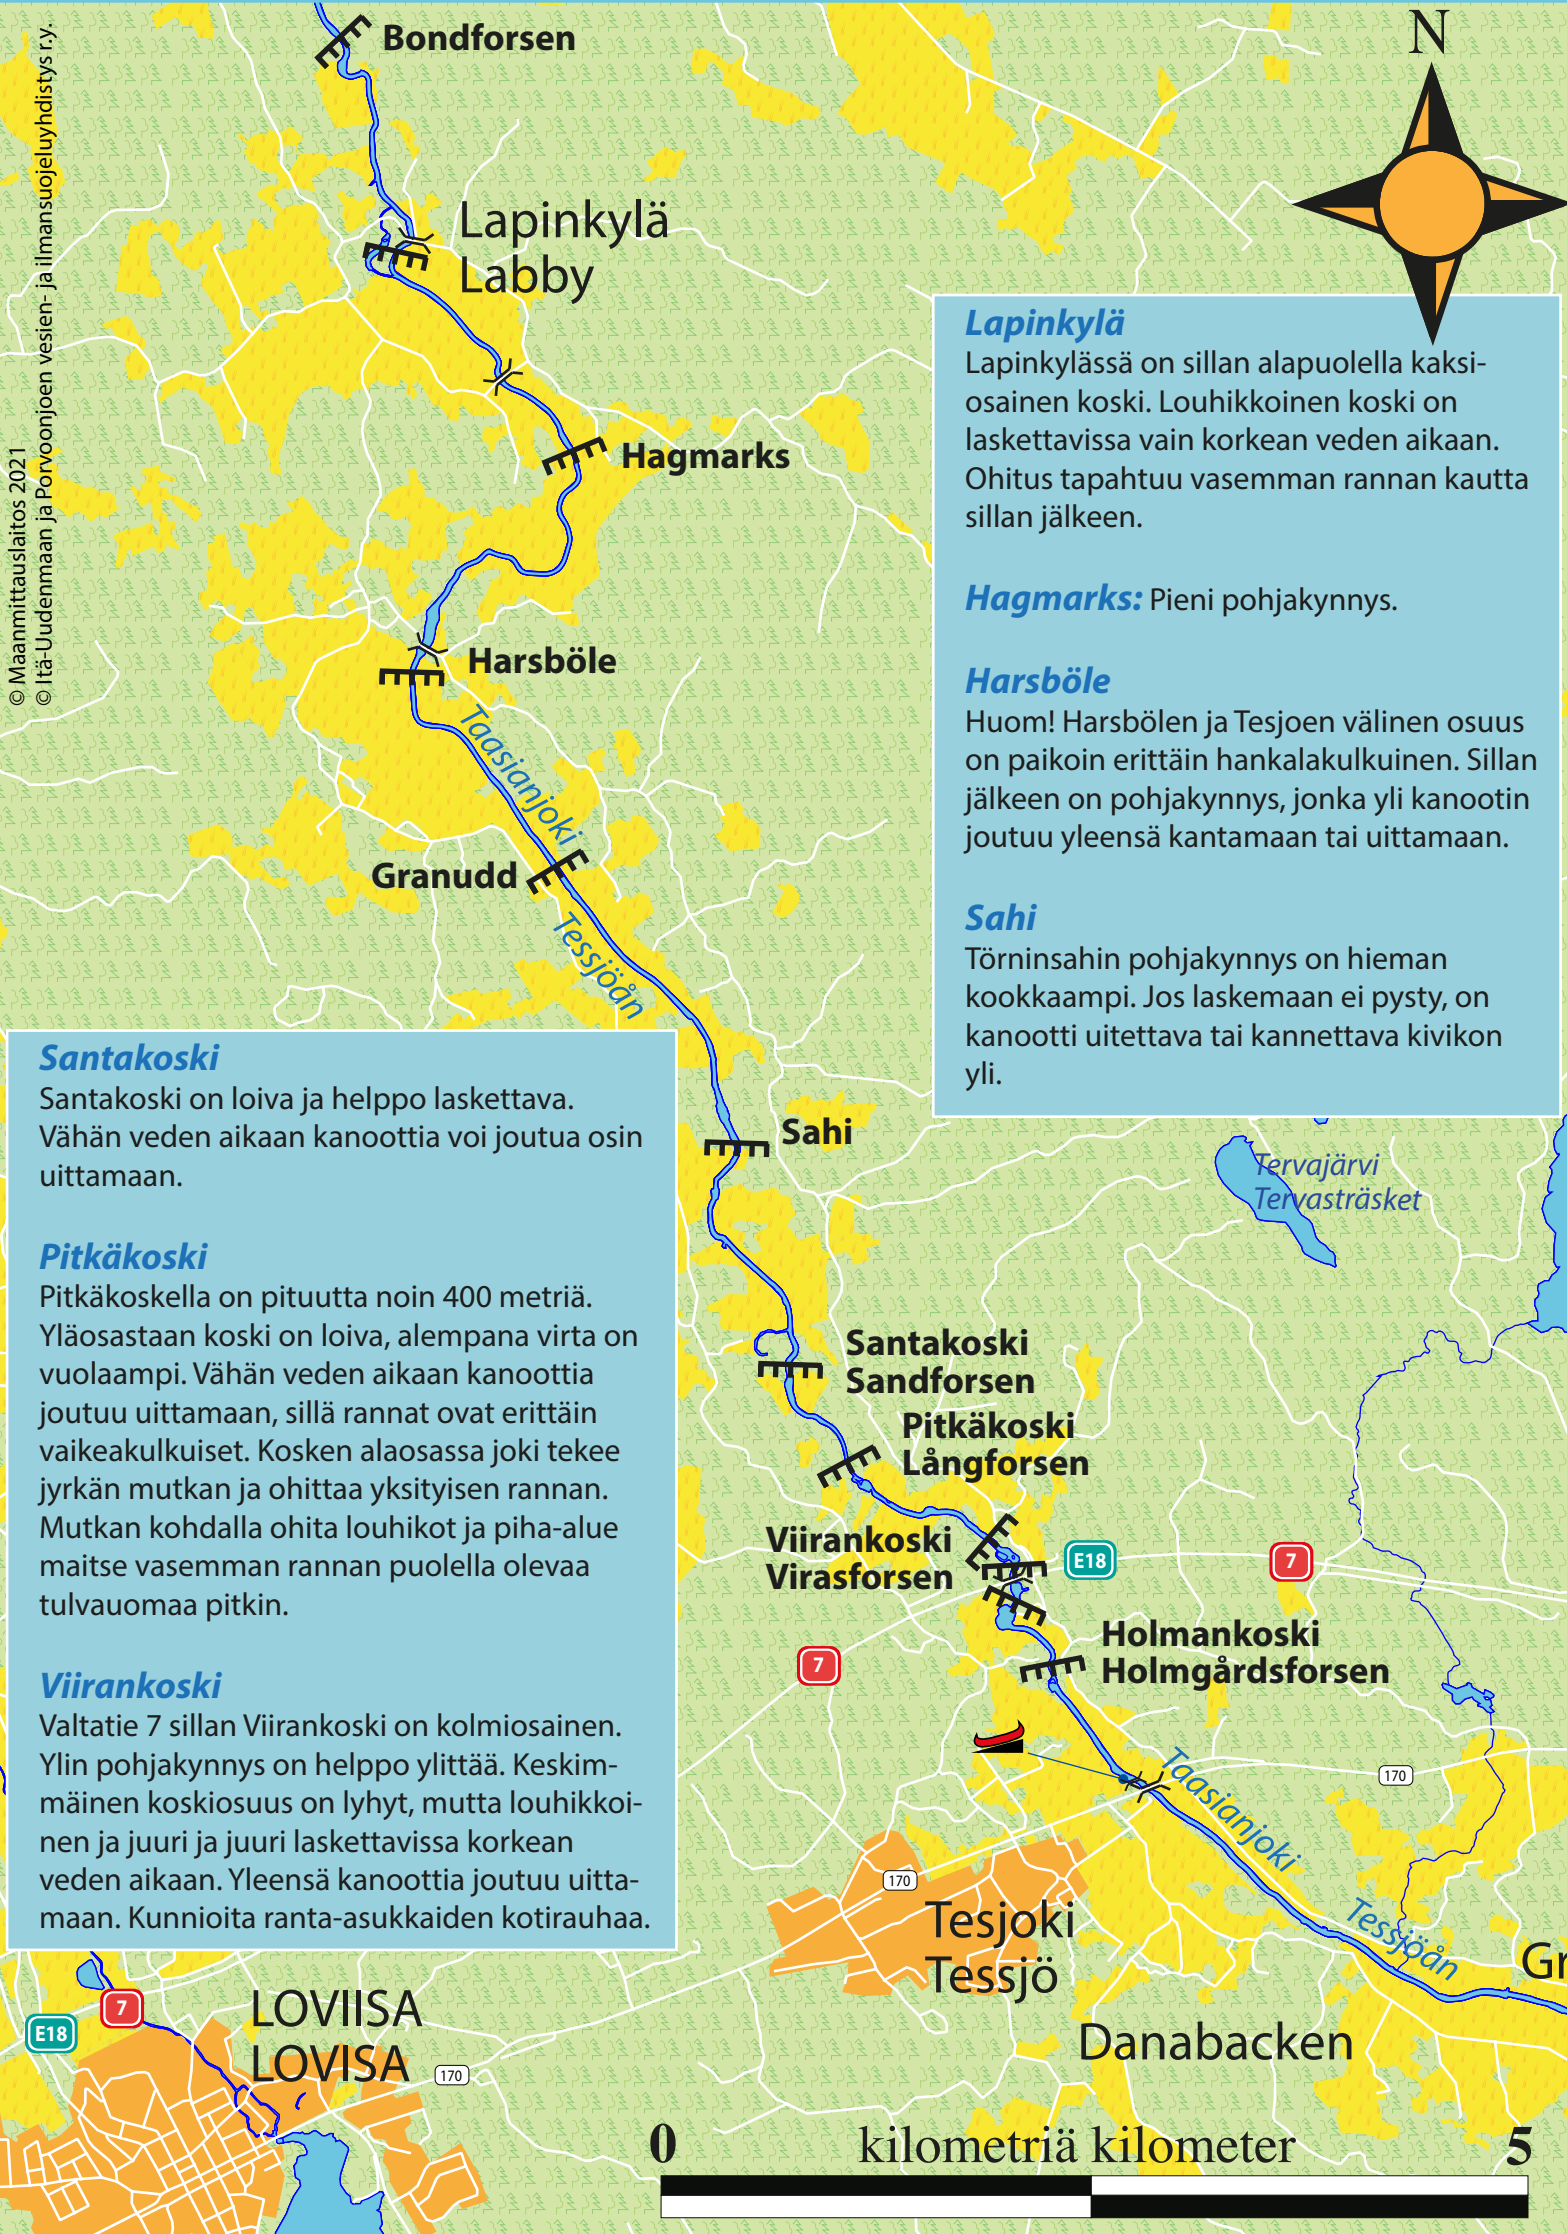 Bondforsen
N
© Maanmittauslaitos 2021
© Itä-Uudenmaan ja Porvoonjoen vesien- ja ilmansuojeluyhdistys r.y.
Lapinkylä
Labby
Hagmarks
Harsböle
Taasianjoki
Granudd
Tessjöån
Lapinkylä
Lapinkylässä on sillan alapuolella kaksi-
osainen koski. Louhikkoinen koski on
laskettavissa vain korkean veden aikaan.
Ohitus tapahtuu vasemman rannan kautta
sillan jälkeen.
Hagmarks: Pieni pohjakynnys.
Harsböle
Huom! Harsbölen ja Tesjoen välinen osuus
on paikoin erittäin hankalakulkuinen. Sillan
jälkeen on pohjakynnys, jonka yli kanootin
joutuu yleensä kantamaan tai uittamaan.
Sahi
Törninsahin pohjakynnys on hieman
kookkaampi. Jos laskemaan ei pysty, on
kanootti uitettava tai kannettava kivikon
yli.
Santakoski
Santakoski on loiva ja helppo laskettava.
Vähän veden aikaan kanoottia voi joutua osin
uittamaan.
Pitkäkoski
Pitkäkoskella on pituutta noin 400 metriä.
Yläosastaan koski on loiva, alempana virta on
vuolaampi. Vähän veden aikaan kanoottia
joutuu uittamaan, sillä rannat ovat erittäin
vaikeakulkuiset. Kosken alaosassa joki tekee
jyrkän mutkan ja ohittaa yksityisen rannan.
Mutkan kohdalla ohita louhikot ja piha-alue
maitse vasemman rannan puolella olevaa
tulvauomaa pitkin.
Viirankoski
Valtatie 7 sillan Viirankoski on kolmiosainen.
Ylin pohjakynnys on helppo ylittää. Keskim-
mäinen koskiosuus on lyhyt, mutta louhikkoi-
nen ja juuri ja juuri laskettavissa korkean
veden aikaan. Yleensä kanoottia joutuu uitta-
maan. Kunnioita ranta-asukkaiden kotirauhaa.
Sahi
Tervajärvi
Tervasträsket
Santakoski
Sandforsen
Pitkäkoski
Långforsen
Viirankoski
Virasforsen
E18
7
7
Holmankoski
Holmgårdsforsen
Taasianjoki
170
170
Tesjoki
Tessjö
Tessjöån
Gr
Danabacken
7
E18
LOVIISA
LOVISA
170
0
kilometriä kilometer
5